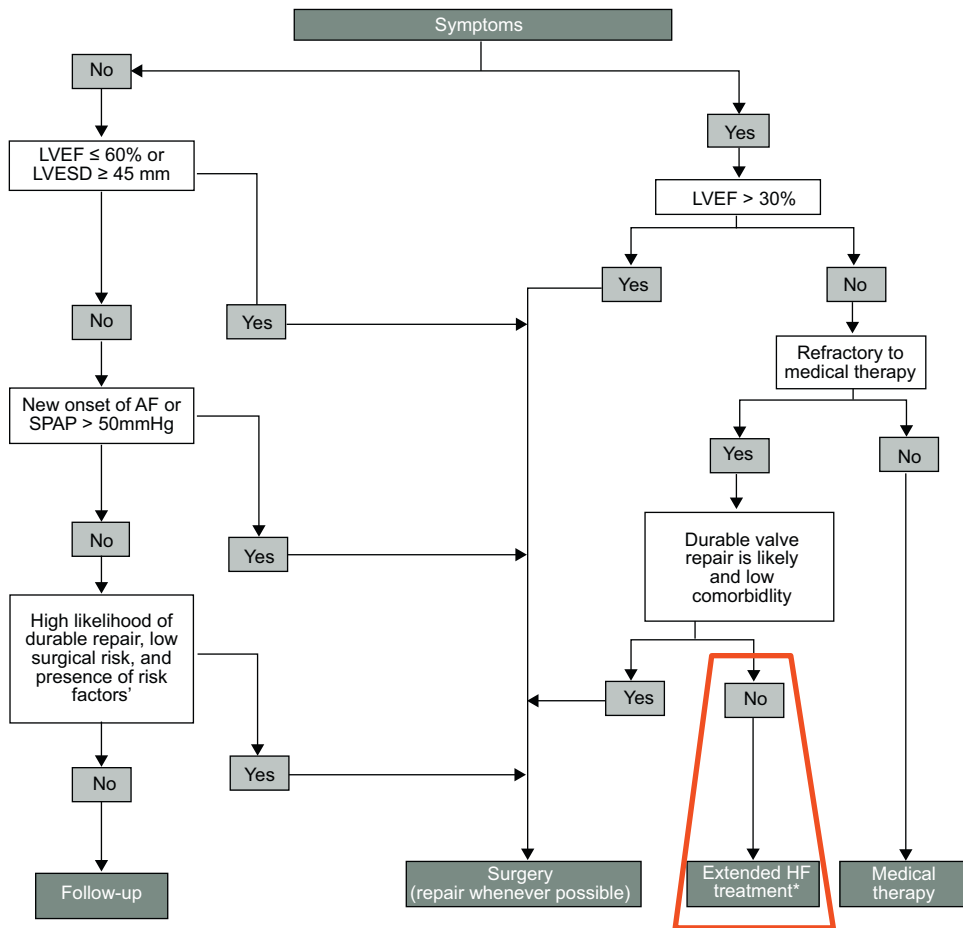 Symptoms
No
Yes
LVEF ≤ 60% or
LVESD ≥ 45 mm
LVEF > 30%
Yes
No
No
Yes
Refractory to
medical therapy
New onset of AF or
SPAP > 50mmHg
Yes
No
No
Yes
Durable valve
repair is likely
and low
comorbidlity
High likelihood of
durable repair, low
surgical risk, and
presence of risk
factors’
Yes
No
No
Yes
Follow-up
Surgery
(repair whenever possible)
Extended HF
treatment*
Medical
therapy